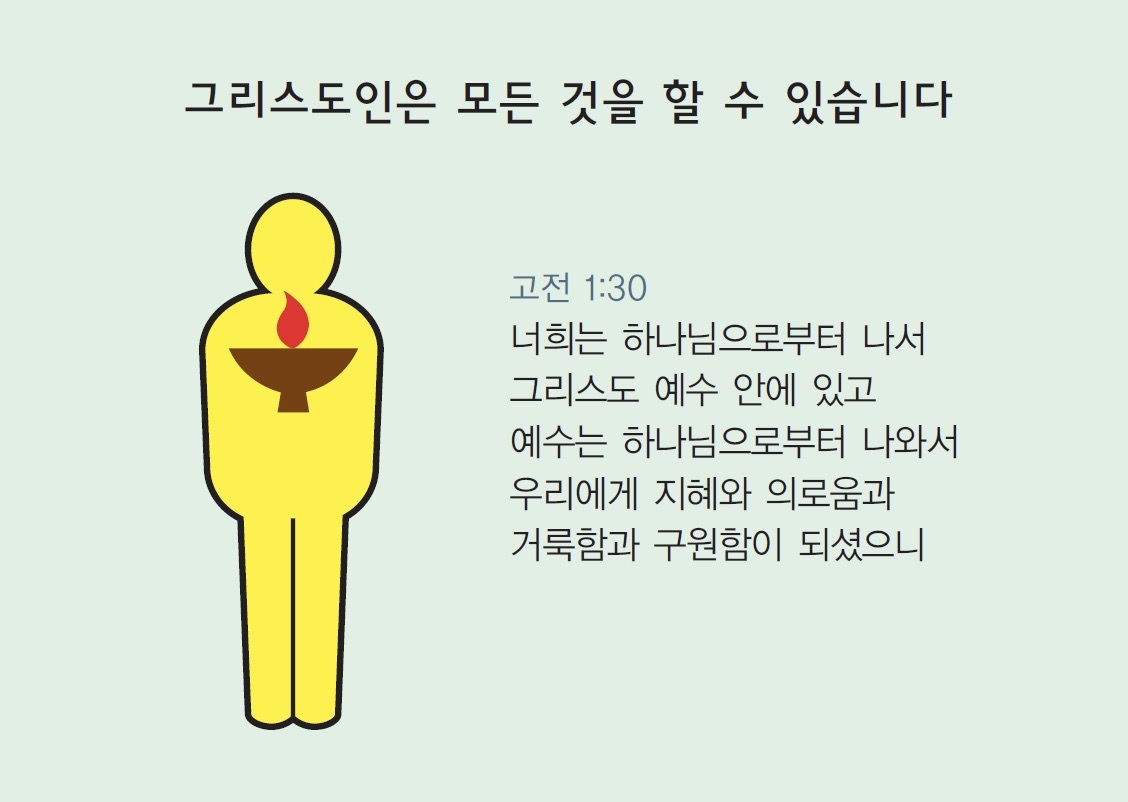 그리스도인은 모든 것을 할 수 있습니다
고전 1:30
너희는 하나님으로부터 나서
그리스도 예수 안에 있고
예수는 하나님으로부터 나와서
우리에게 지혜와 의로움과
거룩함과 구원함이 되셨으니